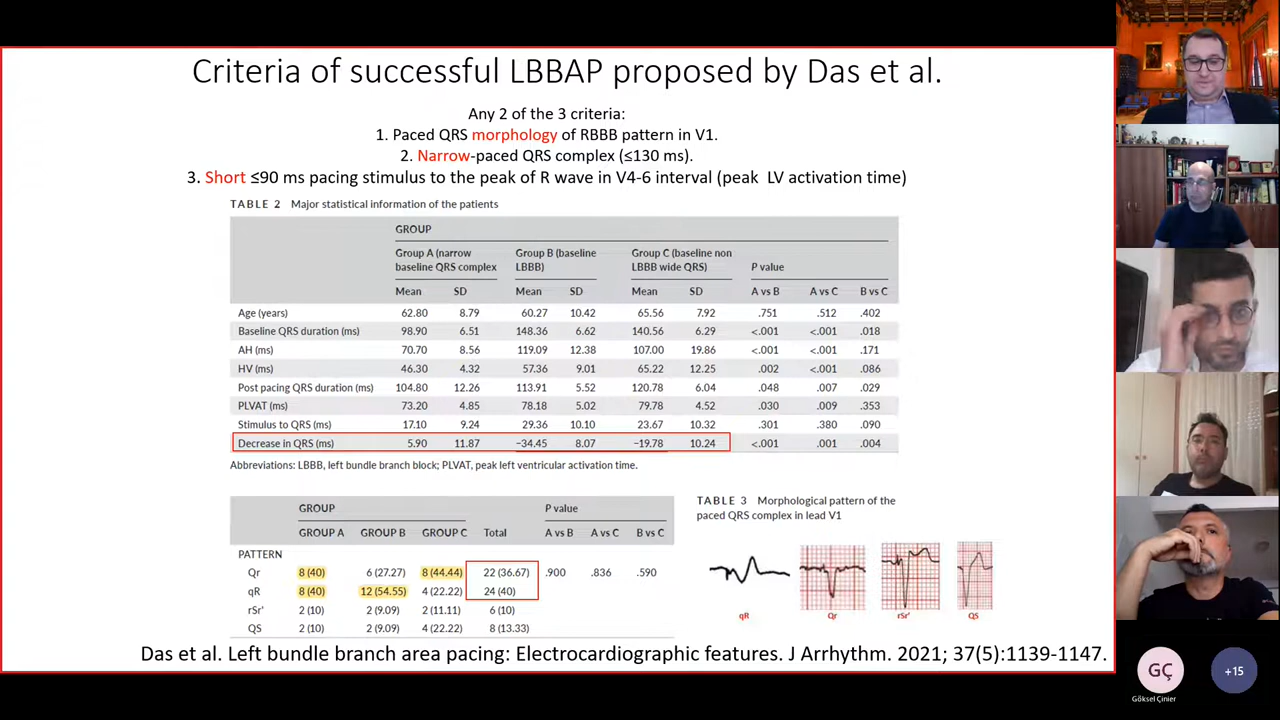 Criteria of successful LBBAP proposed by Das et al.
Any 2 of the 3 criteria:
1. Paced QRS morphology of RBBB pattern in V1.
2. Narrow-paced QRS complex (≤130 ms).
3. Short ≤90 ms pacing stimulus to the peak of R wave in V4-6 interval (peak LV activation time)
TABLE 2 Major statistical information of the patients
GROUP
Group A (narrow baseline QRS complex Group B (baseline LBBB) Group C (baseline non LBBB wide QRS) P value
Mean SD Mean SD Mean SD A vs B A vs C B vs C
Age (years) 62.80 8.79 60.27 10.42 65.56 7.92 .751 .512 .402
Baseline QRS duration (ms) 98.90 6.51 148.36 6.62 140.56 6.29 <.001 <.001 .018
AH (ms) 70.70 8.56 119.09 12.38 107.00 19.86 <.001 <.001 .171
HV (ms) 46.30 4.32 57.36 9.01 65.22 12.25 .002 <.001 .086
Post pacing QRS duration (ms) 104.80 12.26 113.91 5.52 120.78 6.04 .048 .007 .029
PLVAT (ms) 73.20 4.85 78.18 5.02 79.78 4.52 .030 .009 .353
Stimulus to QRS (ms) 17.10 9.24 29.36 10.10 23.67 10.32 .301 .380 .090
Decrease in QRS (ms) 5.90 11.87 −34.45 8.07 −19.78 10.24 <.001 .001 .004
Abbreviations: LBBB, left bundle branch block; PLVAT, peak left ventricular activation time.
GROUP P value
GROUP A GROUP B GROUP C Total A vs B A vs C B vs C
PATTERN
Qr 8 (40) 6 (27.27) 8 (44.44) 22 (36.67) .900 .836 .590
qR 8 (40) 12 (54.55) 4 (22.22) 24 (40)
rSr' 2 (10) 2 (9.09) 2 (11.11) 6 (10)
QS 2 (10) 2 (9.09) 4 (22.22) 8 (13.33)
TABLE 3 Morphological pattern of the
paced QRS complex in lead V1
qR Qr rSr' QS
Das et al. Left bundle branch area pacing: Electrocardiographic features. J Arrhythm. 2021; 37(5):1139-1147.
GÇ
+15
Göksel Çinier